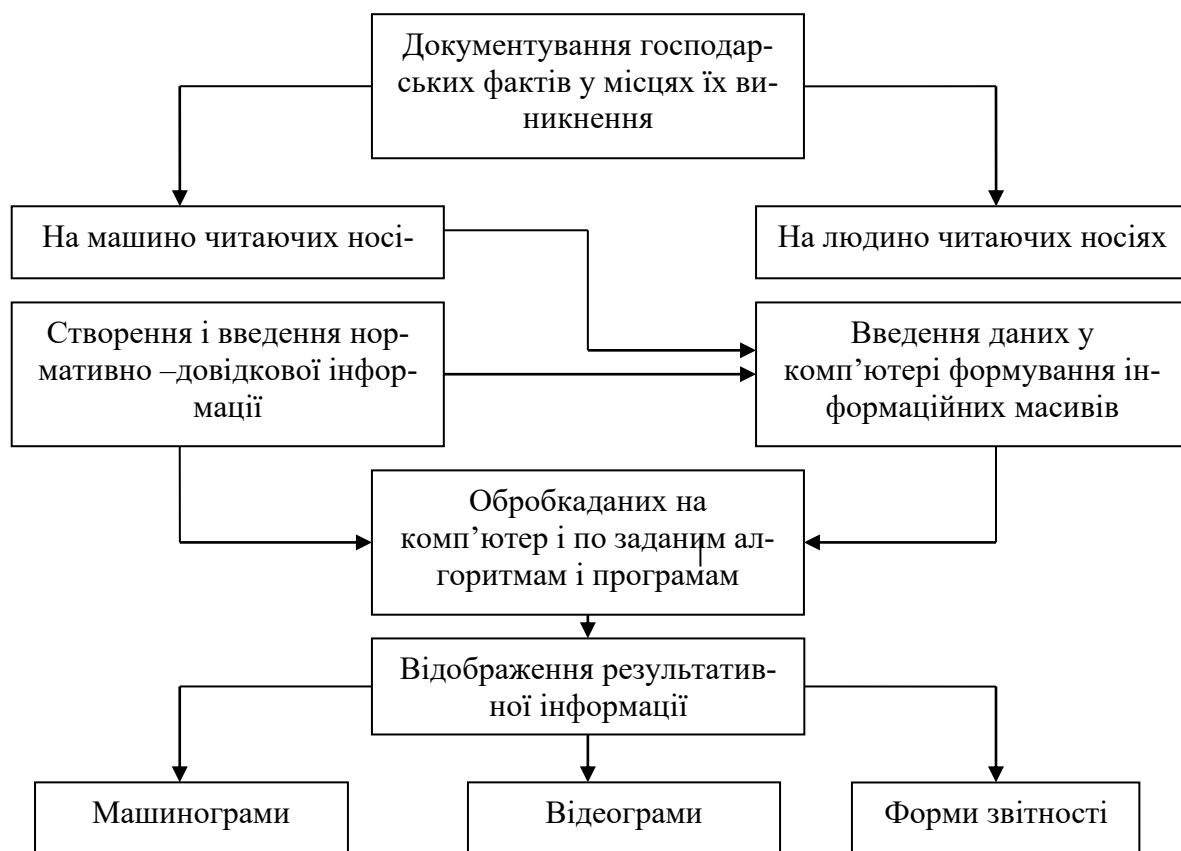 Документування господар-
ських фактів у місцях їх ви-
никнення
На машино читаючих носі-
На людино читаючих носіях
Створення і введення нор-
мативно –довідкової інфор-
мації
Введення даних у
комп’ютері формування ін-
формаційних масивів
Обробкаданих на
комп’ютер і по заданим ал-
горитмам і програмам
Відображення результатив-
ної інформації
Машинограми
Відеограми
Форми звітності